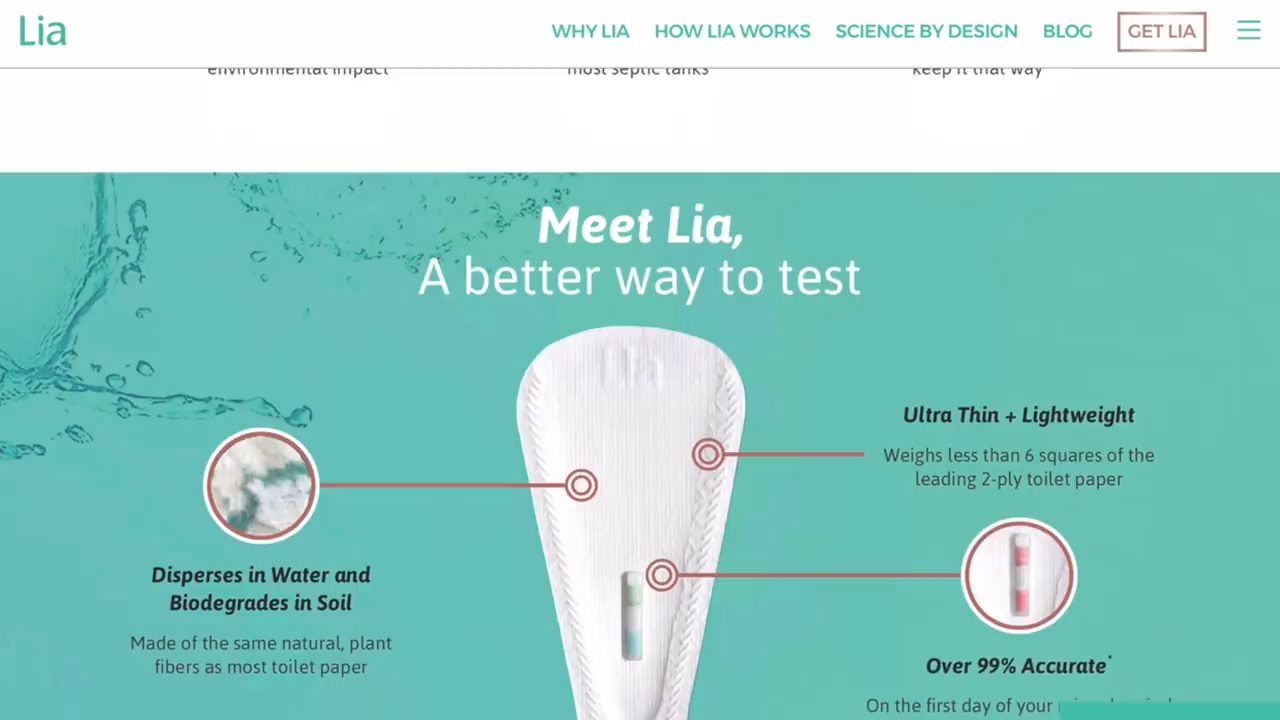 Lia
WHY LIA
HOW LIA WORKS
SCIENCE BY DESIGN
BLOG
GET LIA
environmental impact
most septic tanks
keep it that way
Meet Lia,
A better way to test
Lia
Ultra Thin + Lightweight
Weighs less than 6 squares of the
leading 2-ply toilet paper
Disperses in Water and
Biodegrades in Soil
Made of the same natural, plant
fibers as most toilet paper
Over 99% Accurate*
On the first day of your